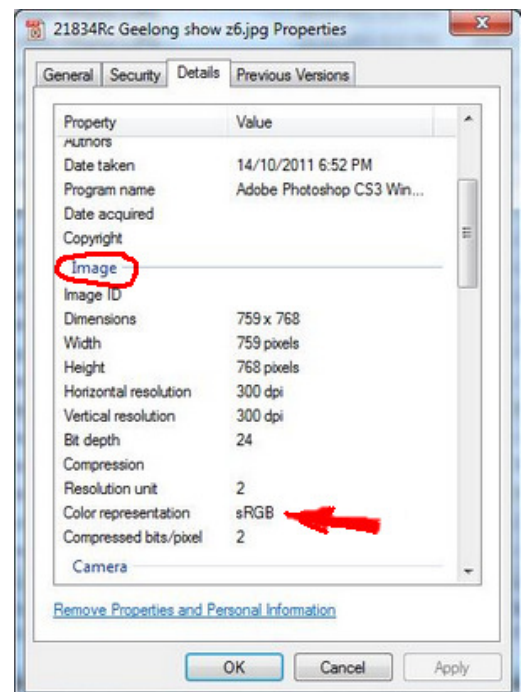 21834Rc Geelong show z6.jpg Properties
General Security Details Previous Versions
Property Value
Authors
Date taken 14/10/2011 6:52 PM
Program name Adobe Photoshop CS3 Win...
Date acquired
Copyright
Image
Image ID
Dimensions 759 x 768
Width 759 pixels
Height 768 pixels
Horizontal resolution 300 dpi
Vertical resolution 300 dpi
Bit depth 24
Compression
Resolution unit 2
Color representation sRGB
Compressed bits/pixel 2
Camera
Remove Properties and Personal Information
OK Cancel Apply